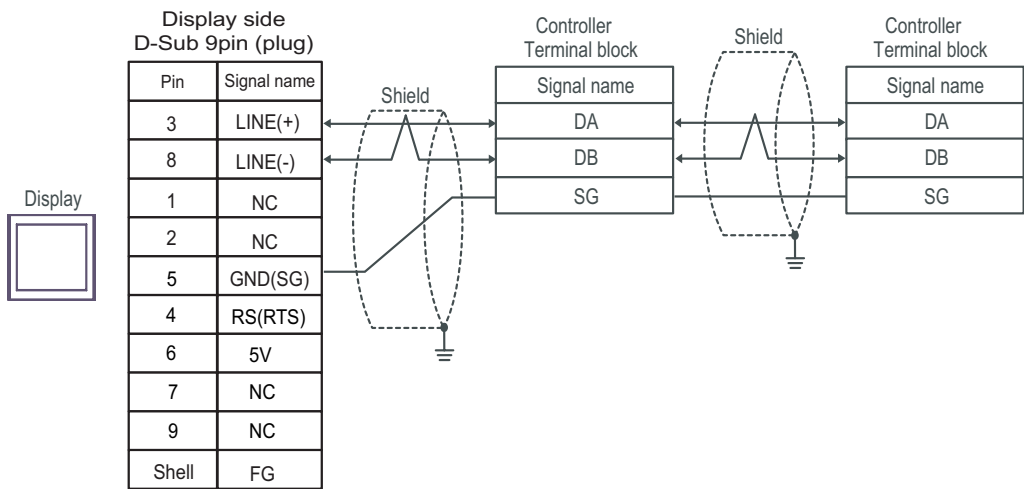 Display side
D-Sub 9pin (plug)
Pin Signal name
3 LINE(+)
8 LINE(-)
1 NC
2 NC
5 GND(SG)
4 RS(RTS)
6 5V
7 NC
9 NC
Shell FG
Display
Shield
Controller
Terminal block
Signal name
DA
DB
SG
Shield
Controller
Terminal block
Signal name
DA
DB
SG